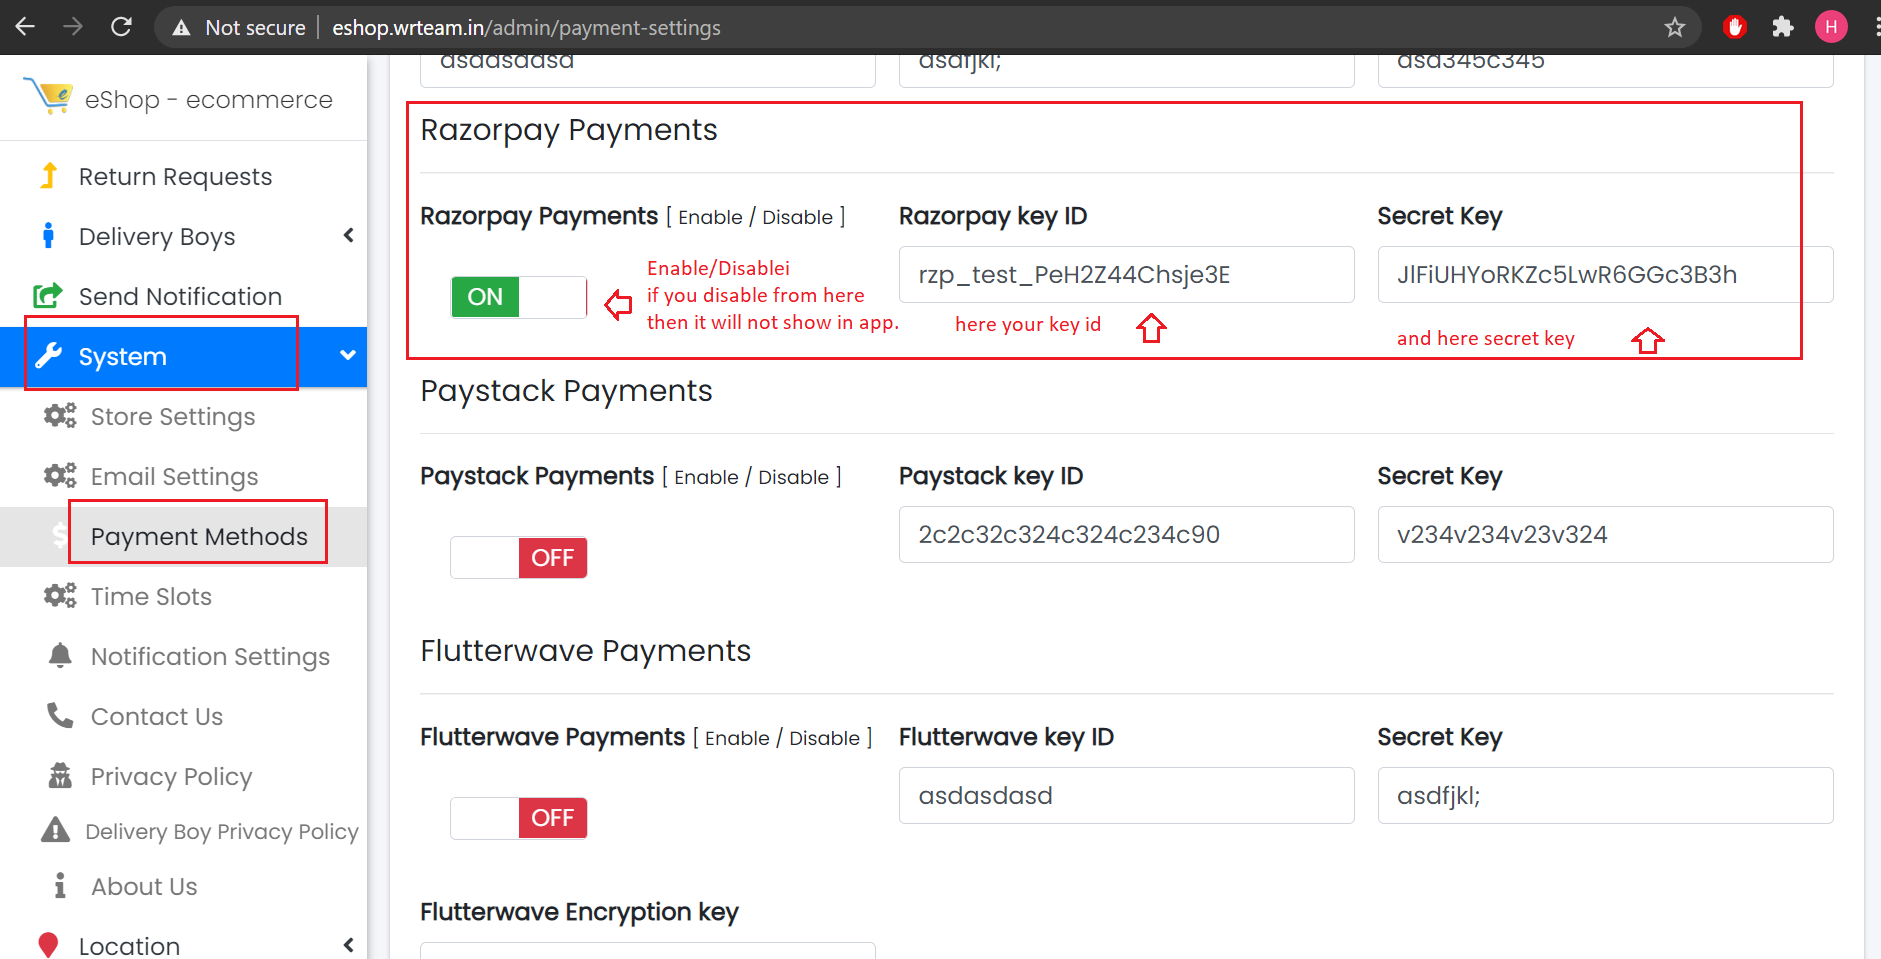 Not secure | eshop.wrteam.in/admin/payment-settings
H
eShop - ecommerce
Return Requests
Delivery Boys
Send Notification
System
Store Settings
Email Settings
$ Payment Methods
Time Slots
Notification Settings
Contact Us
Privacy Policy
Delivery Boy Privacy Policy
About Us
Location
asdasdasd
asdfjkl;
asd345c345
Razorpay Payments
Razorpay Payments [ Enable / Disable ]
Razorpay key ID
Secret Key
ON
Enable/Disablei
if you disable from here
then it will not show in app.
rzp_test_PeH2Z44Chsje3E
here your key id
JlFiUHYoRKZc5LwR6GGc3B3h
and here secret key
Paystack Payments
Paystack Payments [ Enable / Disable ]
Paystack key ID
Secret Key
OFF
2c2c32c324c324c234c90
v234v234v23v324
Flutterwave Payments
Flutterwave Payments [ Enable / Disable ]
Flutterwave key ID
Secret Key
OFF
asdasdasd
asdfjkl;
Flutterwave Encryption key